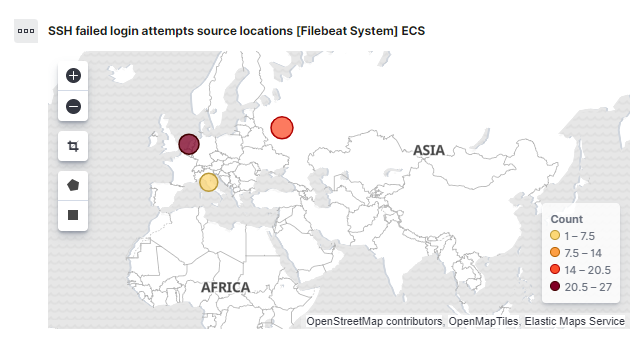 SSH failed login attempts source locations [Filebeat System] ECS
ASIA
AFRICA
Count
1 – 7.5
7.5 – 14
14 – 20.5
20.5 – 27
OpenStreetMap contributors, OpenMapTiles, Elastic Maps Service